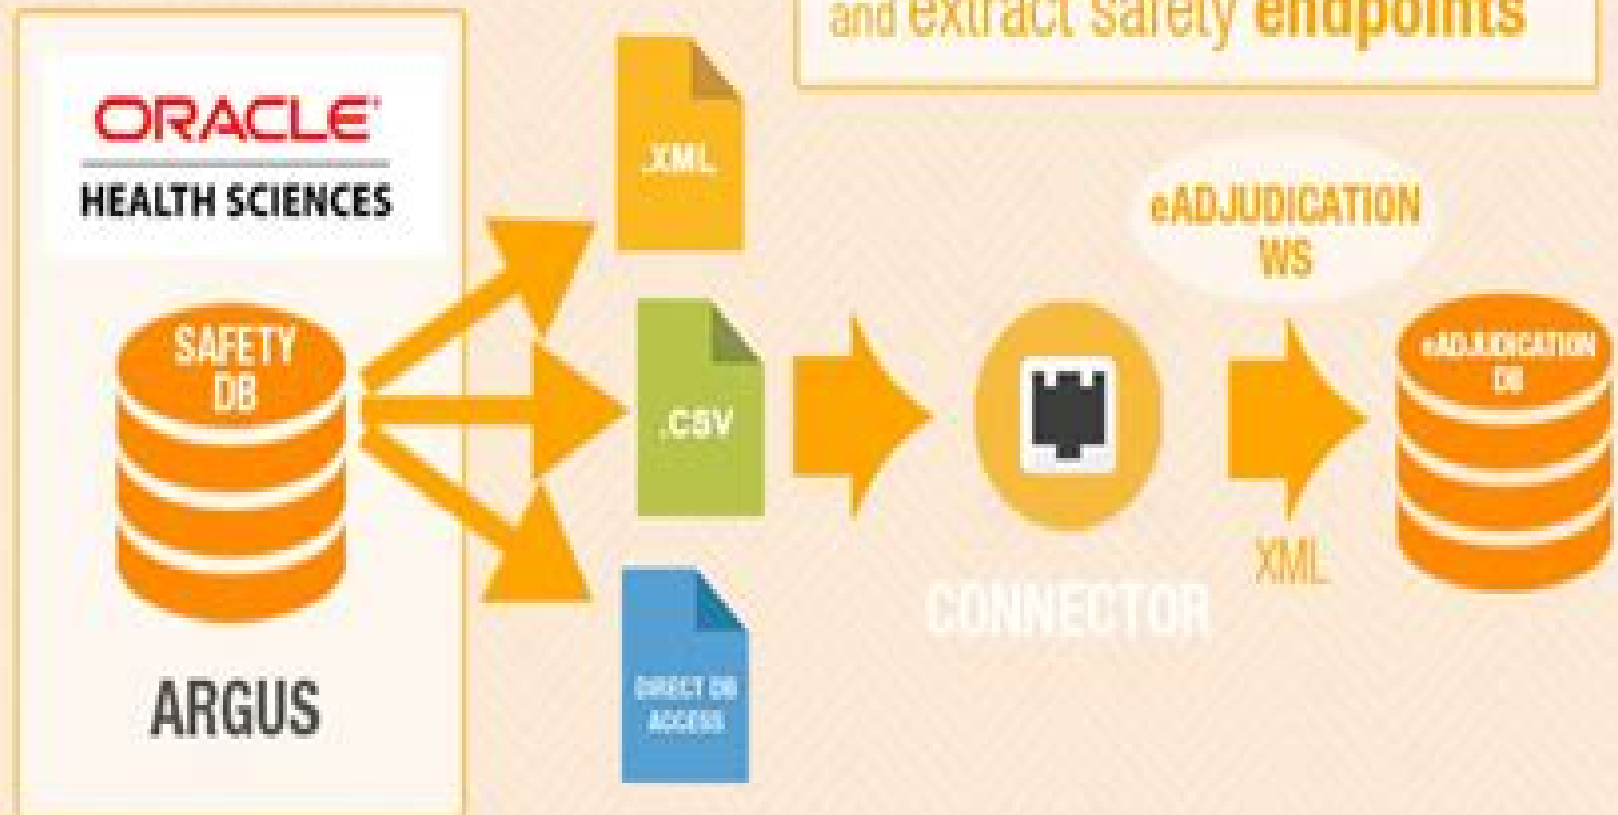 and extract safety endpoints
ORACLE
HEALTH SCIENCES
SAFETY
DB
ARGUS
.XML
.CSV
DIRECT DB
ACCESS
CONNECTOR
eADJUDICATION
WS
XML
eADJUDICATION
DB